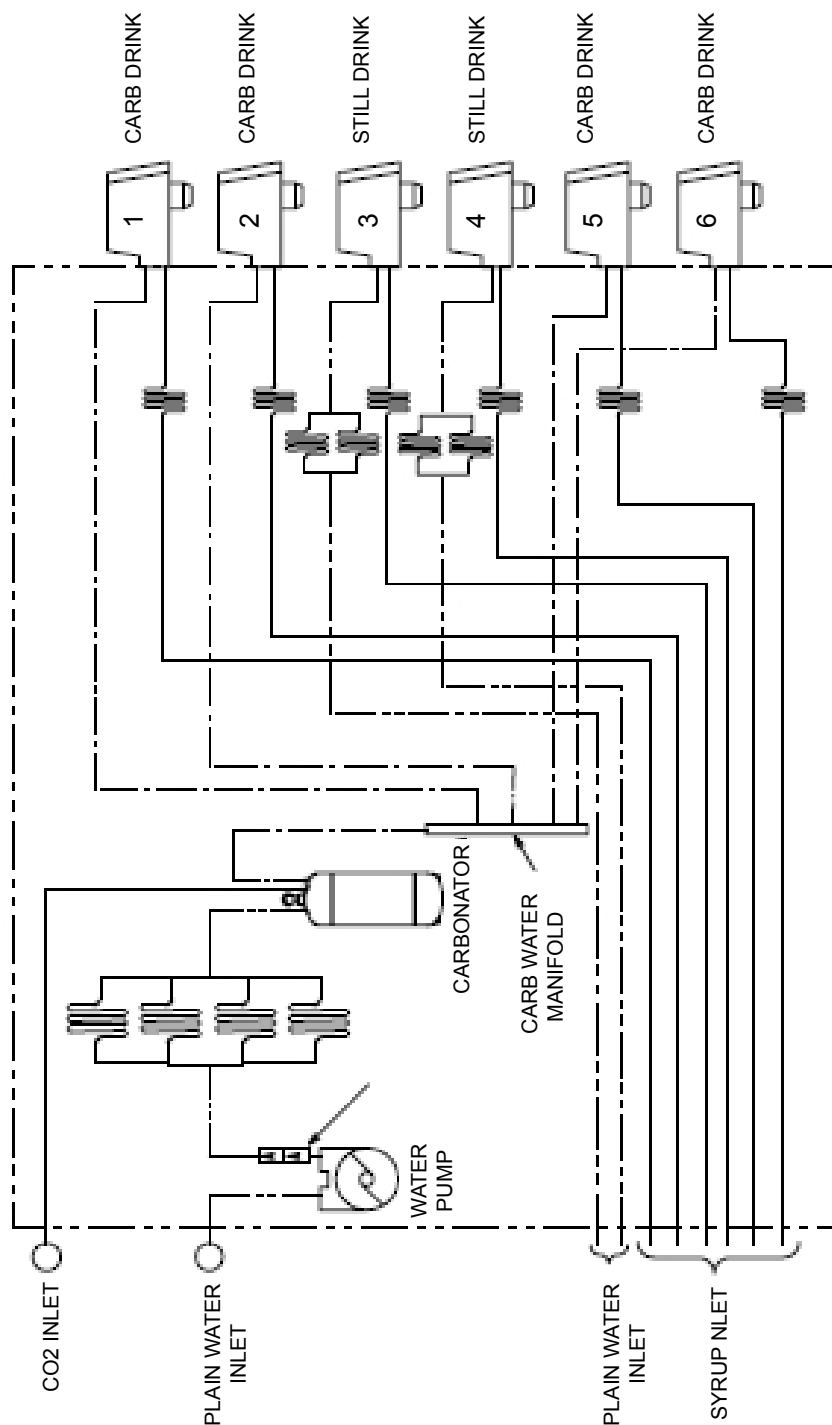 CARB DRINK
CARB DRINK
STILL DRINK
STILL DRINK
CARB DRINK
CARB DRINK
1
2
3
4
5
6
CARBONATOR
CARB WATER
MANIFOLD
WATER
PUMP
CO2 INLET
PLAIN WATER
INLET
PLAIN WATER
INLET
SYRUP NLET